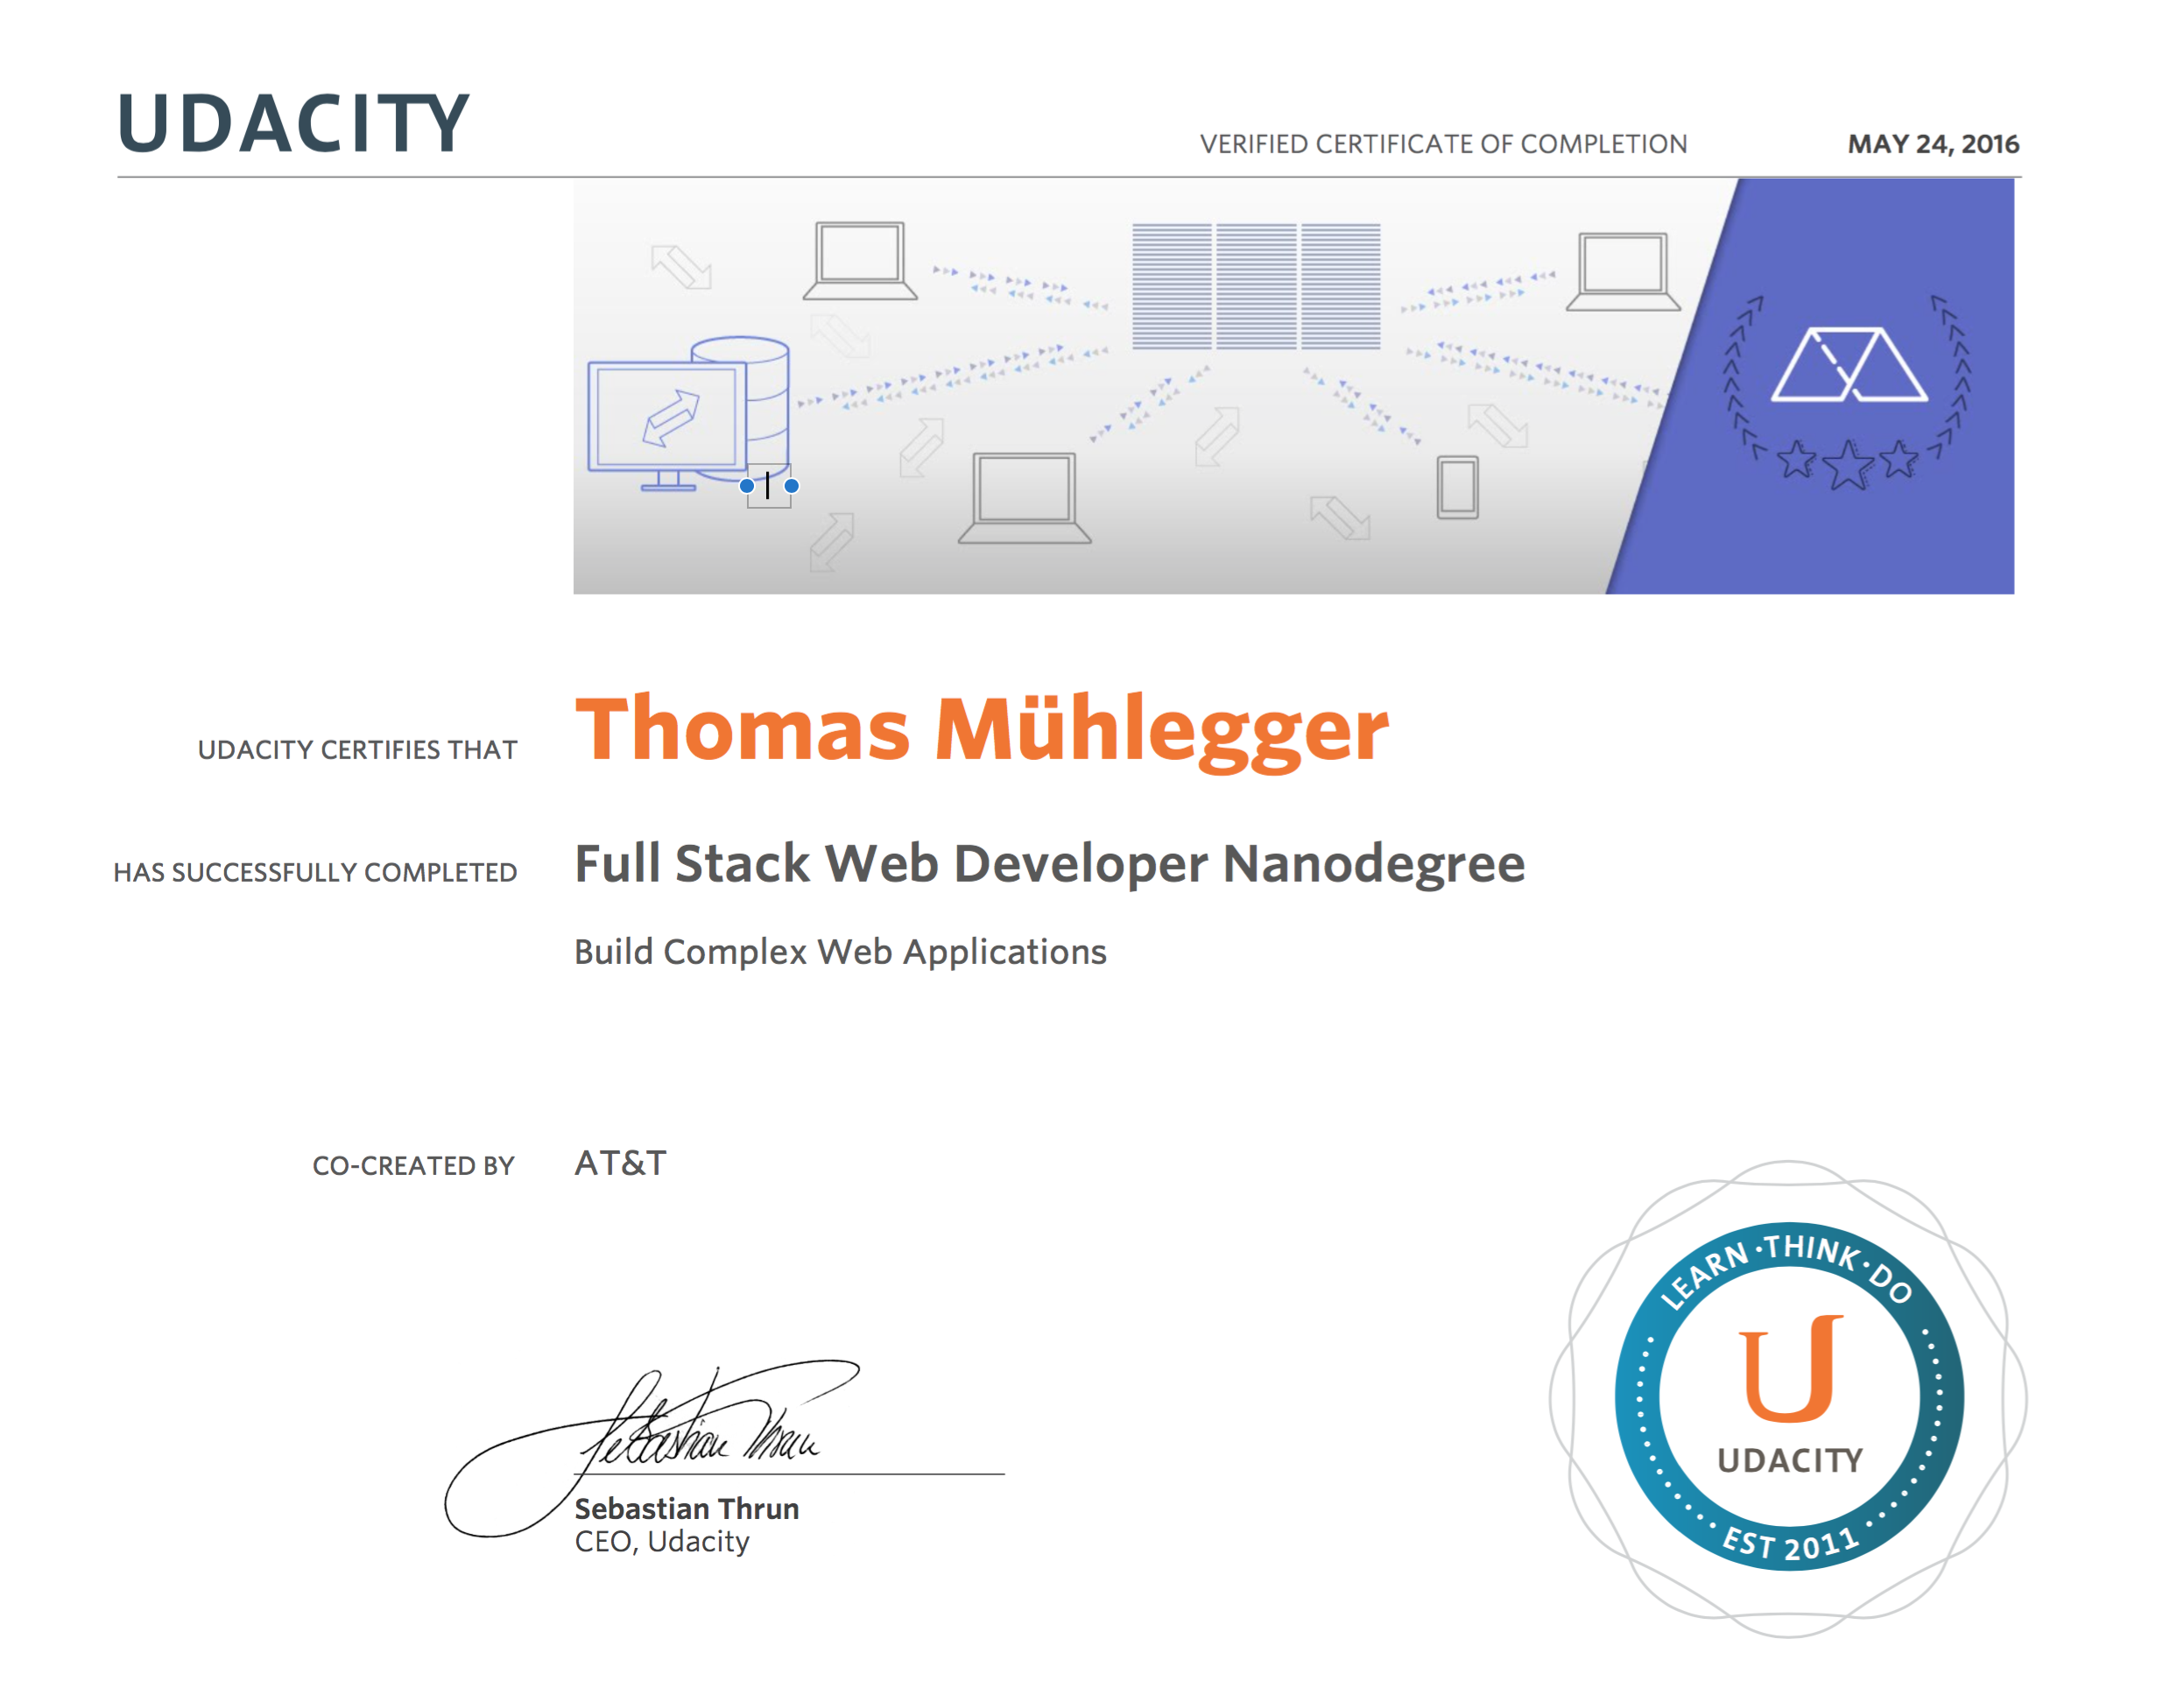 UDACITY
VERIFIED CERTIFICATE OF COMPLETION
MAY 24, 2016
UDACITY CERTIFIES THAT
Thomas Mühlegger
HAS SUCCESSFULLY COMPLETED
Full Stack Web Developer Nanodegree
Build Complex Web Applications
CO-CREATED BY
AT&T
Sebastian Thrun
Sebastian Thrun
CEO, Udacity
LEARN·THINK·DO
U
UDACITY
EST 2011